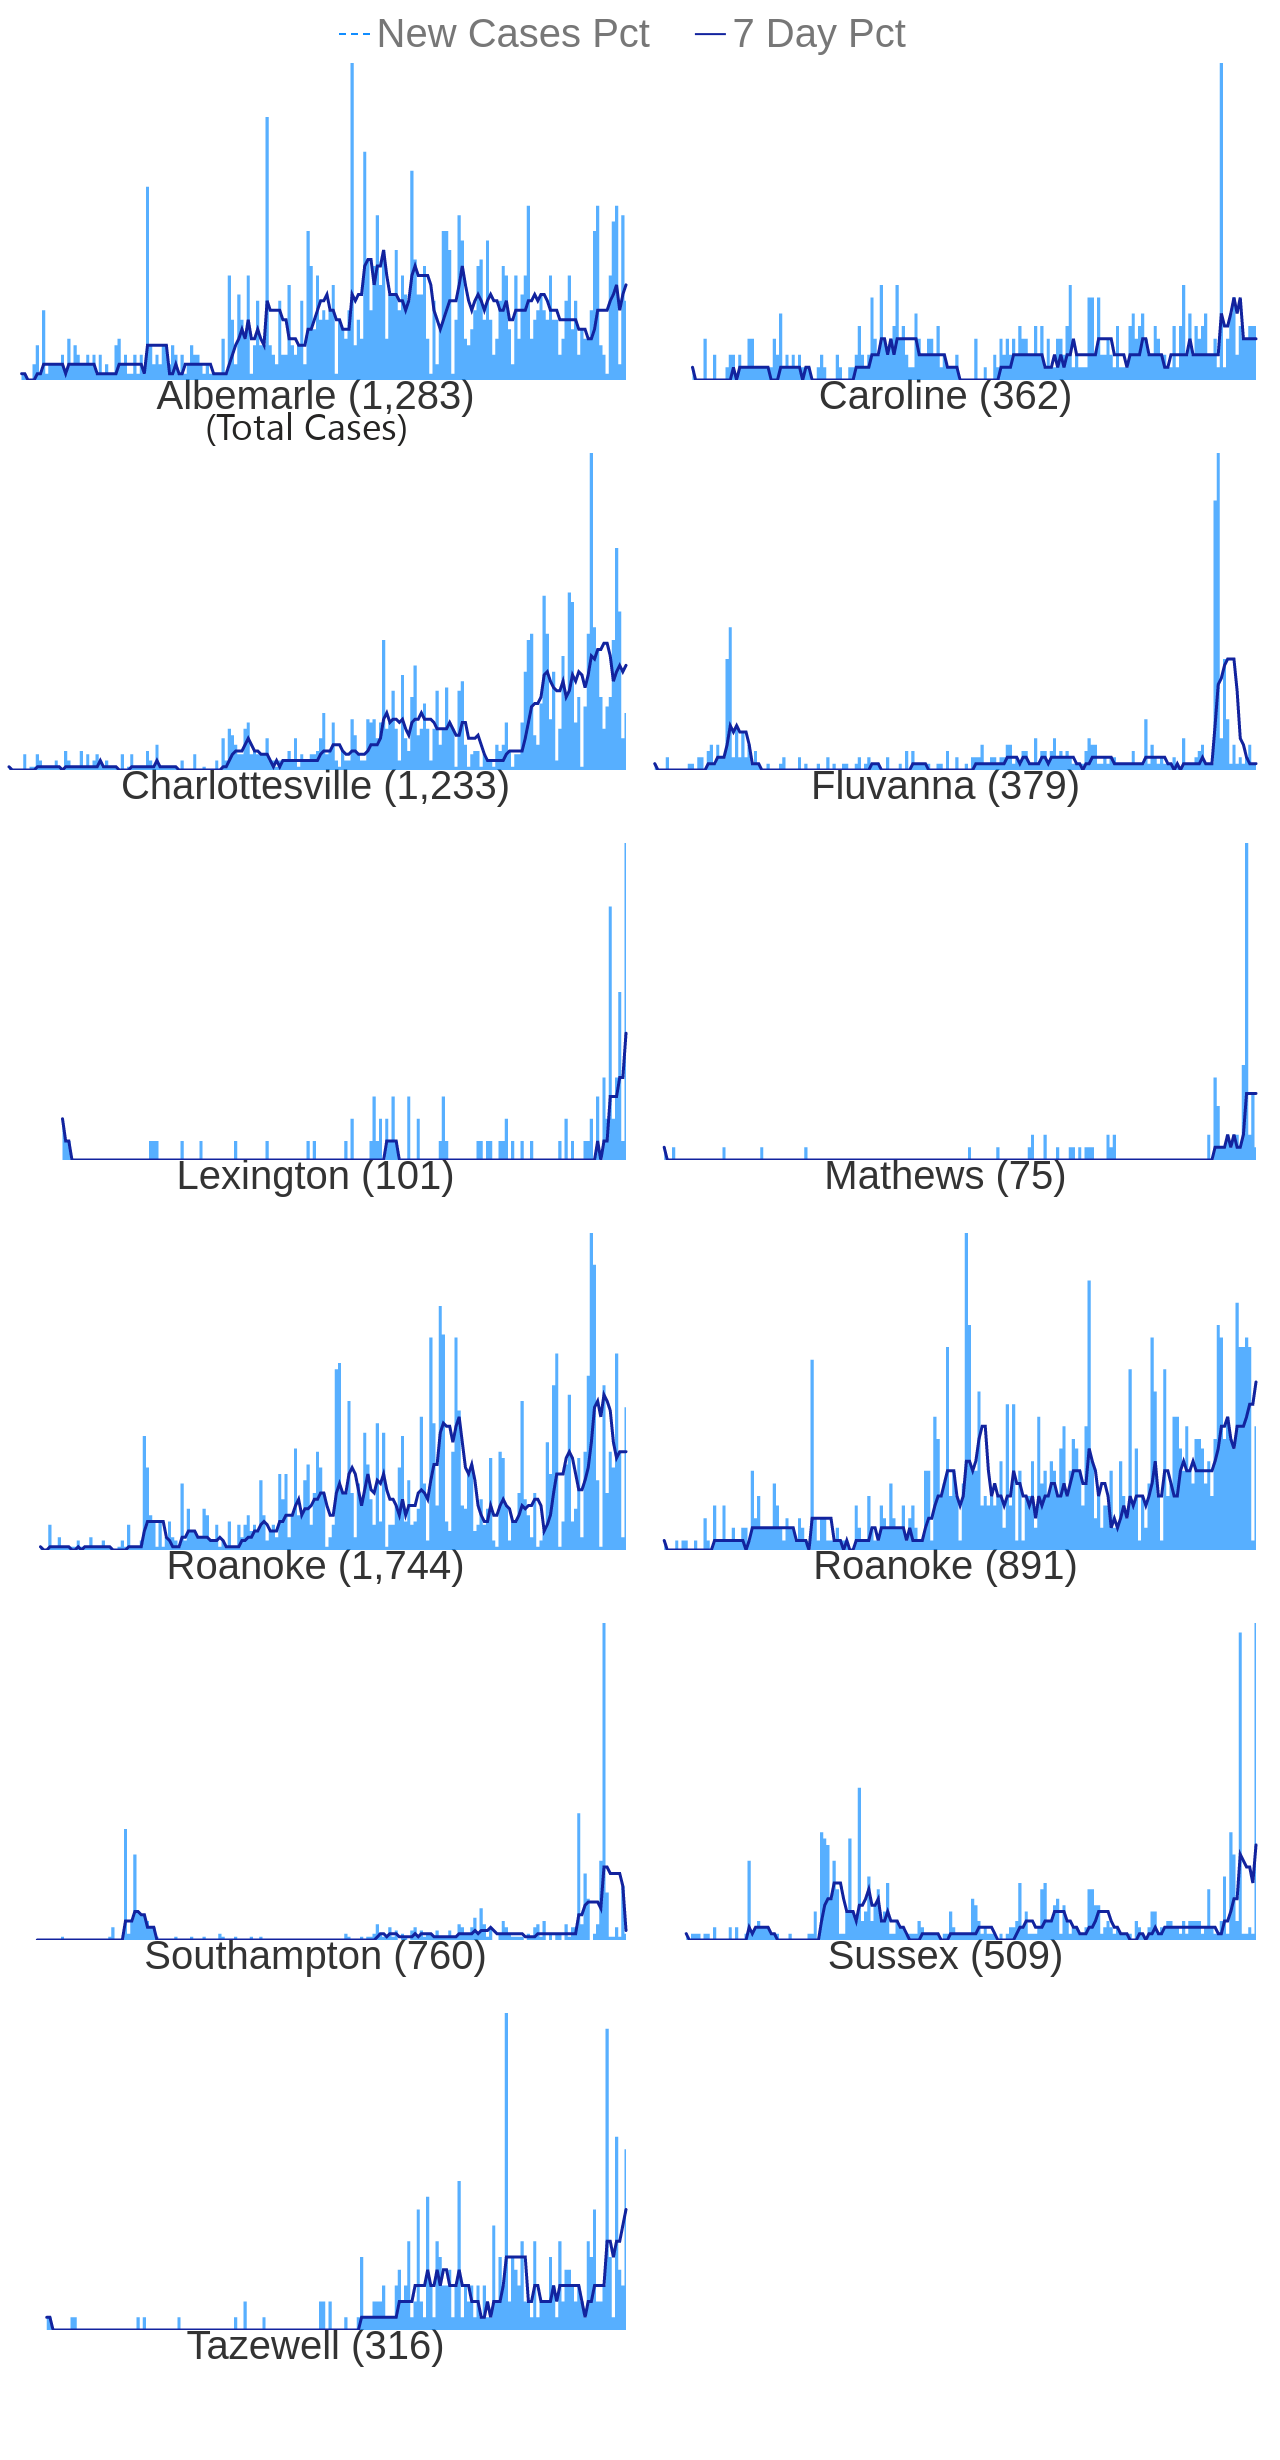 New Cases Pct 7 Day Pct
Albemarle (1,283) Caroline (362)
(Total Cases)
Charlottesville (1,233) Fluvanna (379)
Lexington (101) Mathews (75)
Roanoke (1,744) Roanoke (891)
Southampton (760) Sussex (509)
Tazewell (316)